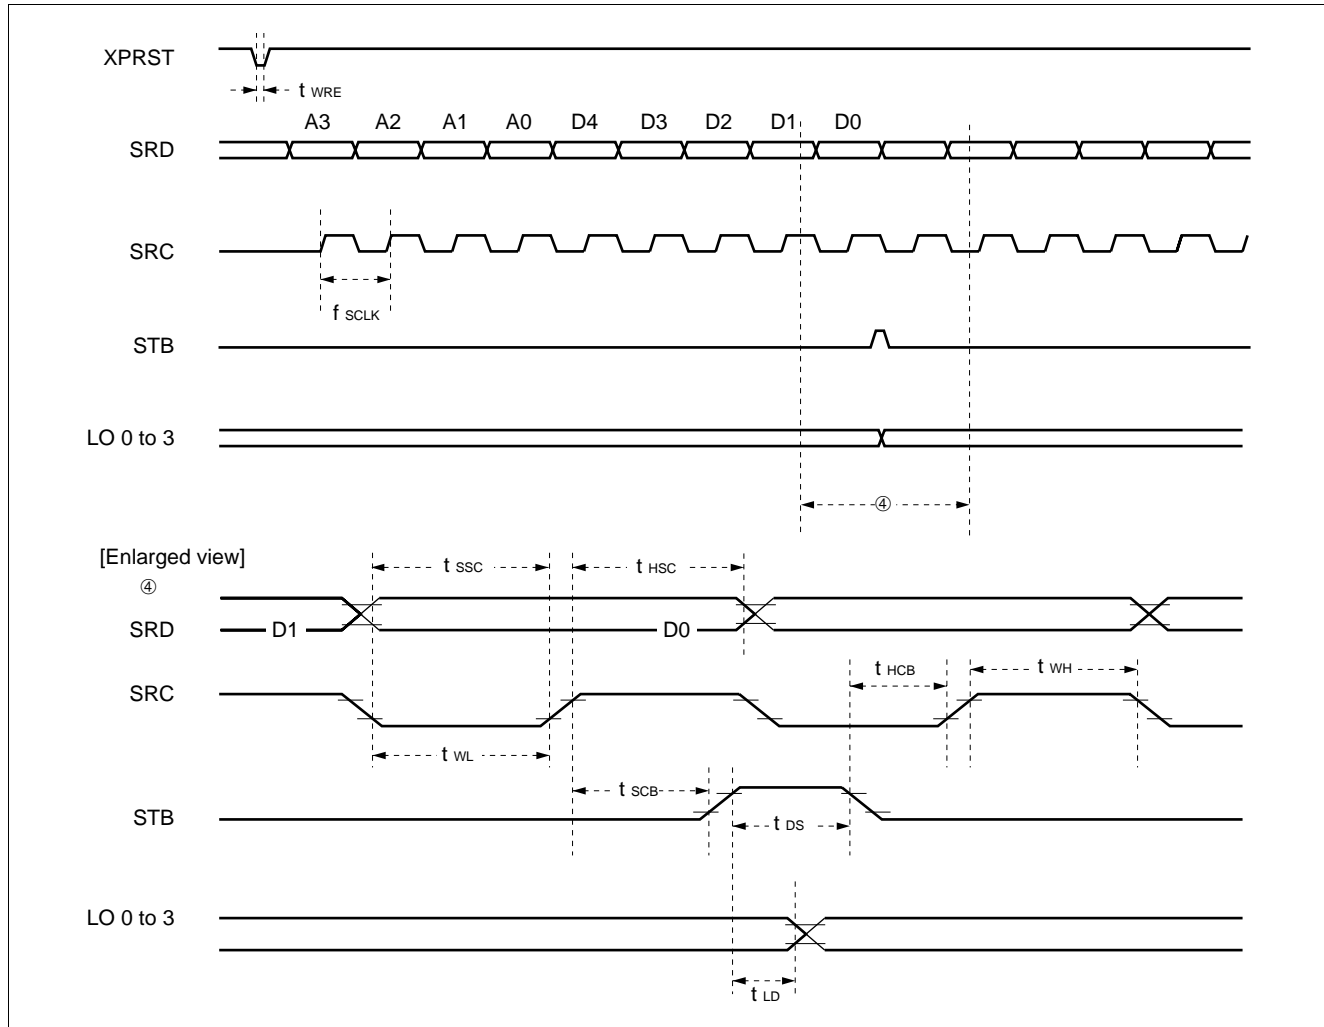 XPRST
t WRE
A3 A2 A1 A0 D4 D3 D2 D1 D0
SRD
SRC
f SCLK
STB
LO 0 to 3
④
[Enlarged view]
④
t SSC t HSC
SRD D1 D0
t HCB t WH
SRC
t WL
t SCB
STB
t DS
LO 0 to 3
t LD